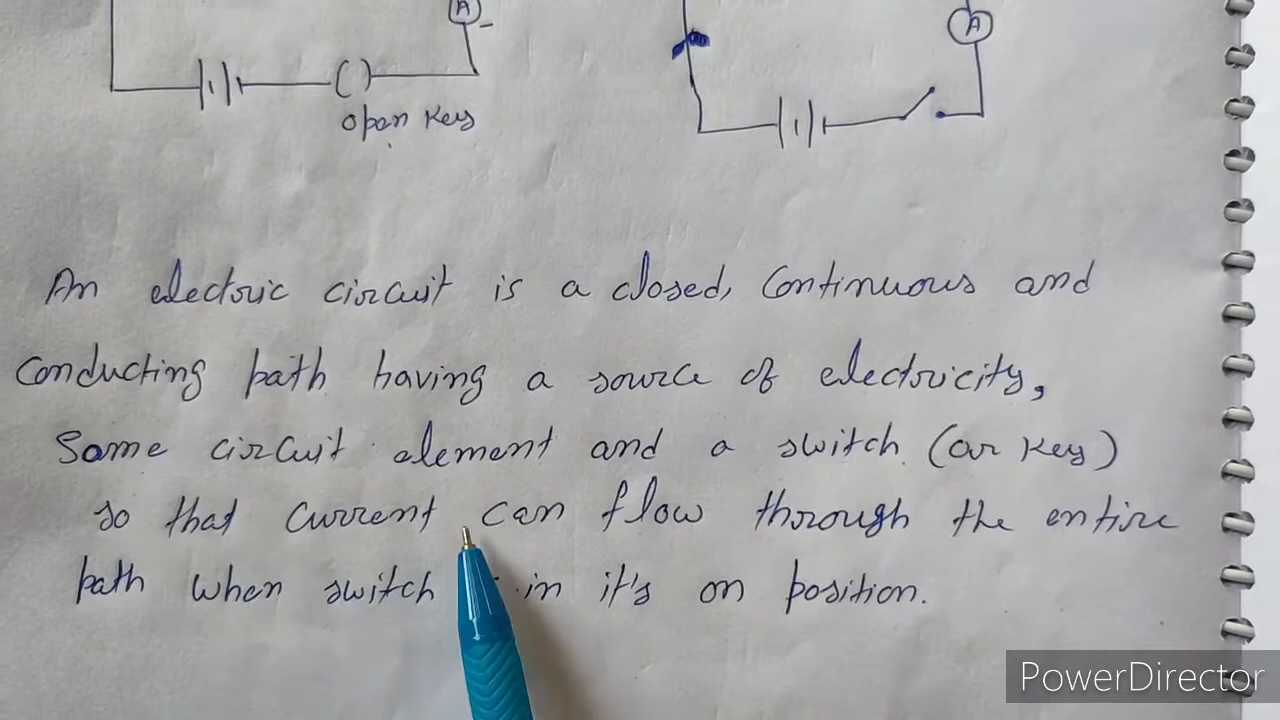 A
A
open key
An electric circuit is a closed, continuous and
conducting path having a source of electricity,
Some circuit element and a switch (or key)
so that current can flow through the entire
path when switch in it's on position.
PowerDirector